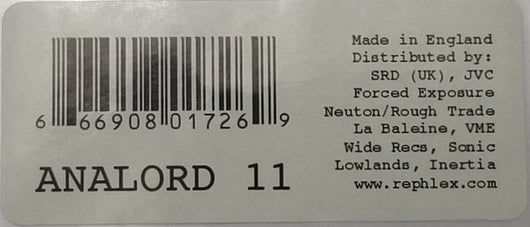 6 66908 01726 9
ANALORD 11
Made in England
Distributed by:
SRD (UK), JVC
Forced Exposure
Neuton/Rough Trade
La Baleine, VME
Wide Recs, Sonic
Lowlands, Inertia
www.rephlex.com